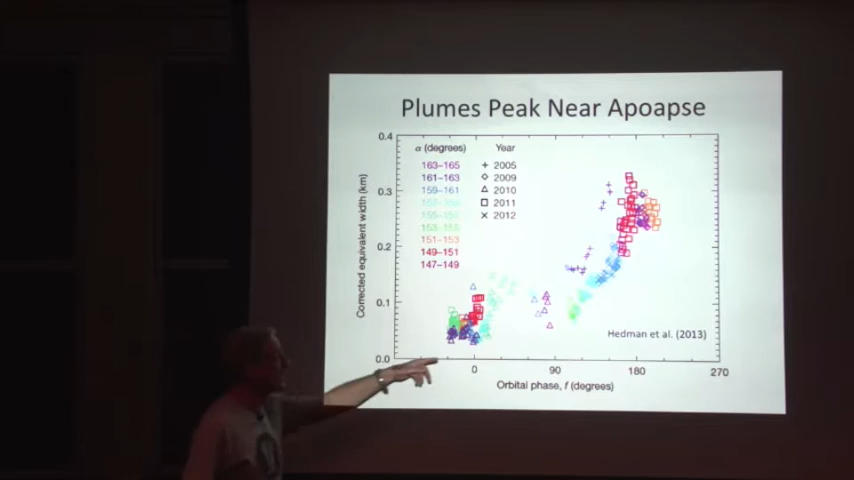 Plumes Peak Near Apoapse
0.4
α (degrees) Year
163–165 + 2005
161–163 ◇ 2009
159–161 △ 2010
□ 2011
× 2012
151–153
149–151
147–149
0.3
0.2
0.1
0.0
Corrected equivalent width (km)
Hedman et al. (2013)
0 90 180 270
Orbital phase, f (degrees)